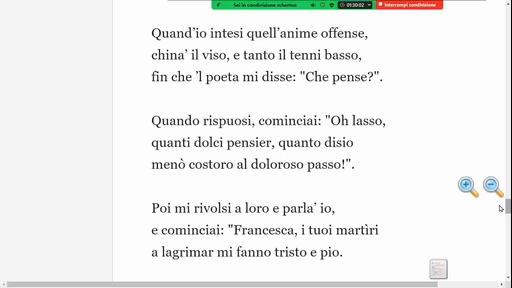 Sei in condivisione schermo
01:10:02
Interrompi condivisione
Quand'io intesi quell'anime offense,
china' il viso, e tanto il tenni basso,
fin che 'l poeta mi disse: "Che pense?".
Quando rispuosi, cominciai: "Oh lasso,
quanti dolci pensier, quanto disio
menò costoro al doloroso passo!".
Poi mi rivolsi a loro e parla' io,
e cominciai: "Francesca, i tuoi martìri
a lagrimar mi fanno tristo e pio.